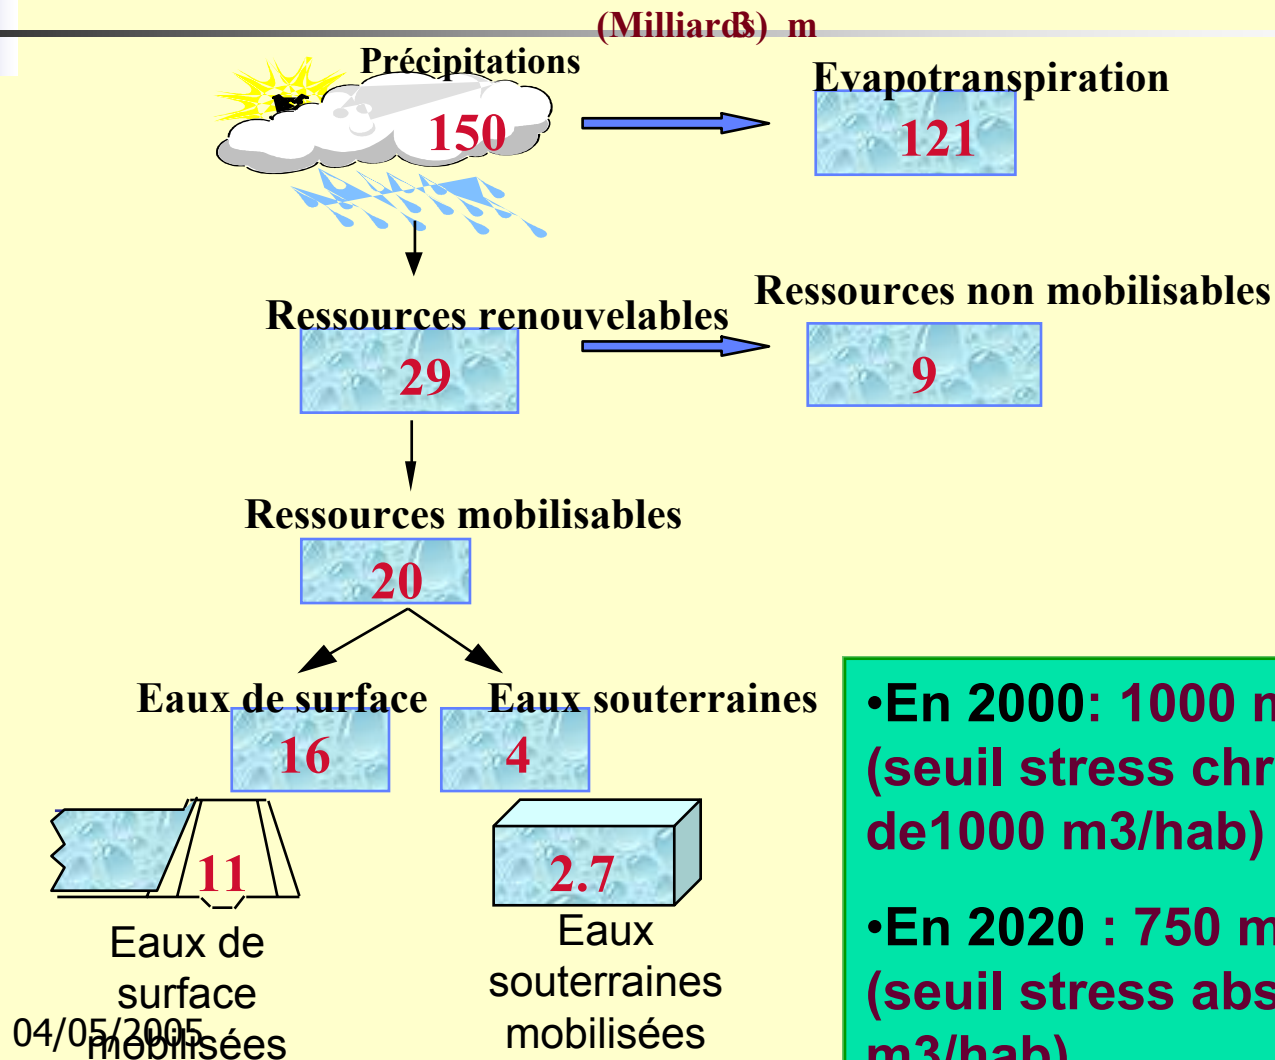 (Milliards) m3
Précipitations
150
Evapotranspiration
121
Ressources renouvelables
29
Ressources non mobilisables
9
Ressources mobilisables
20
Eaux de surface
16
Eaux souterraines
4
11
Eaux de
surface
mobilisées
2.7
Eaux
souterraines
mobilisées
•En 2000: 1000 m
(seuil stress chr
de1000 m3/hab)
•En 2020 : 750 m
(seuil stress abs
m3/hab)
04/05/2005